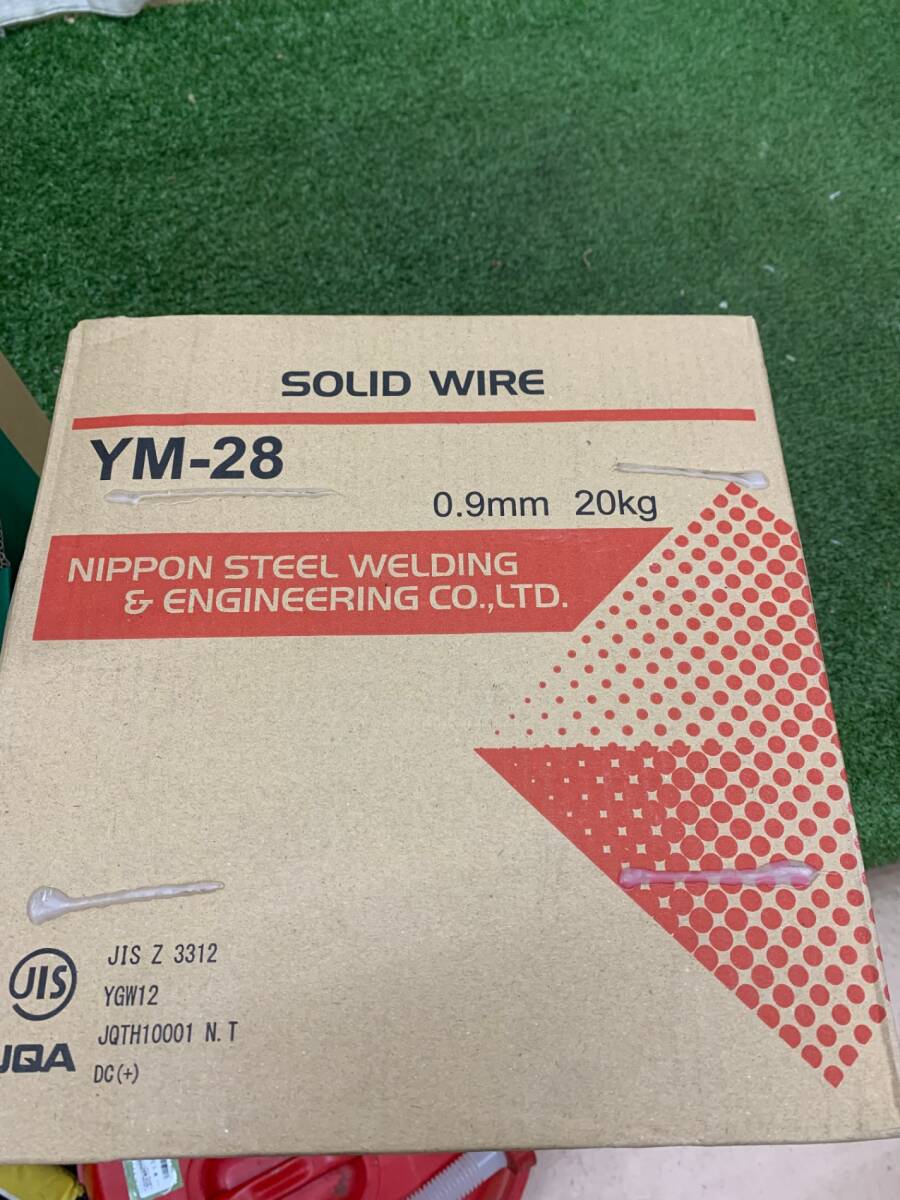 SOLID WIRE
YM-28
0.9mm 20kg
NIPPON STEEL WELDING
& ENGINEERING CO.,LTD.
JIS
JIS Z 3312
YGW12
JQTH10001 N.T
JQA
DC(+)